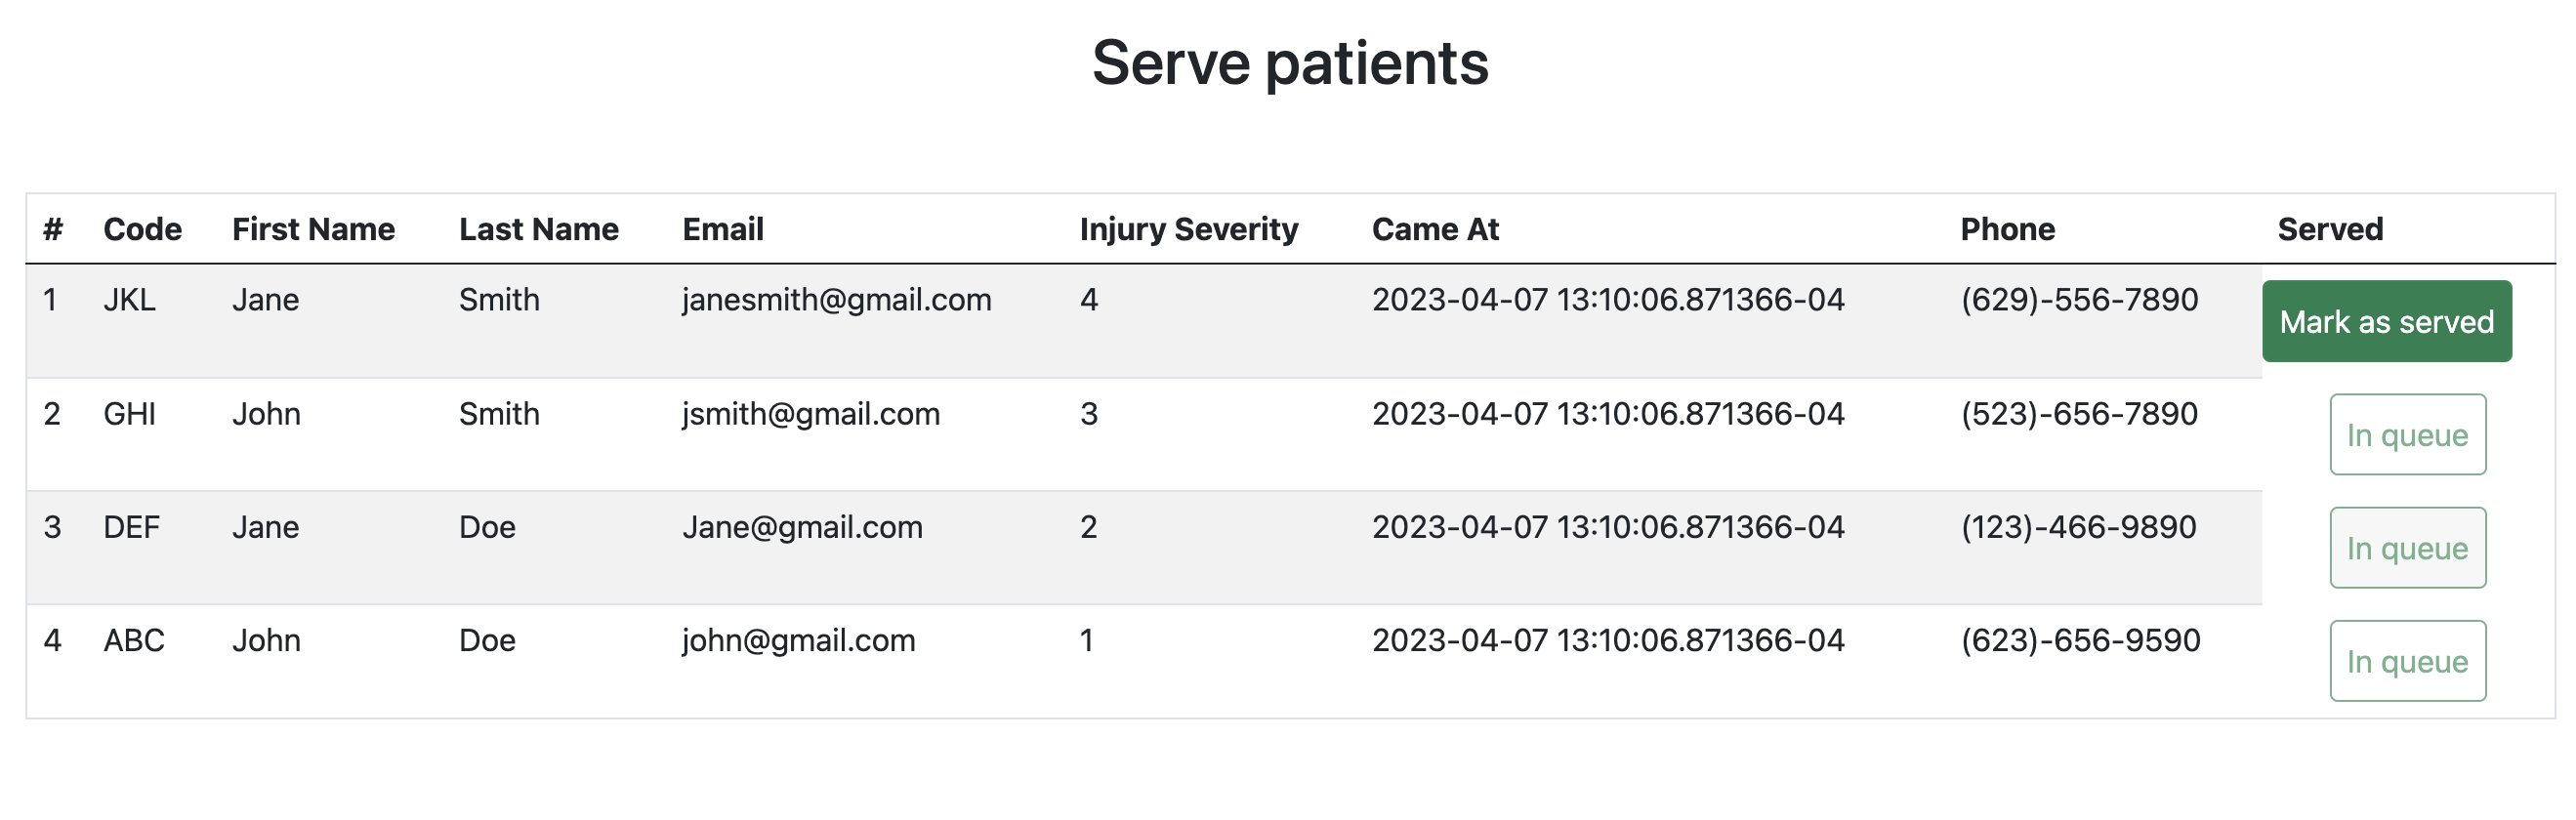 Serve patients
# Code First Name Last Name Email Injury Severity Came At Phone Served
1 JKL Jane Smith janesmith@gmail.com 4 2023-04-07 13:10:06.871366-04 (629)-556-7890 Mark as served
2 GHI John Smith jsmith@gmail.com 3 2023-04-07 13:10:06.871366-04 (523)-656-7890 In queue
3 DEF Jane Doe Jane@gmail.com 2 2023-04-07 13:10:06.871366-04 (123)-466-9890 In queue
4 ABC John Doe john@gmail.com 1 2023-04-07 13:10:06.871366-04 (623)-656-9590 In queue